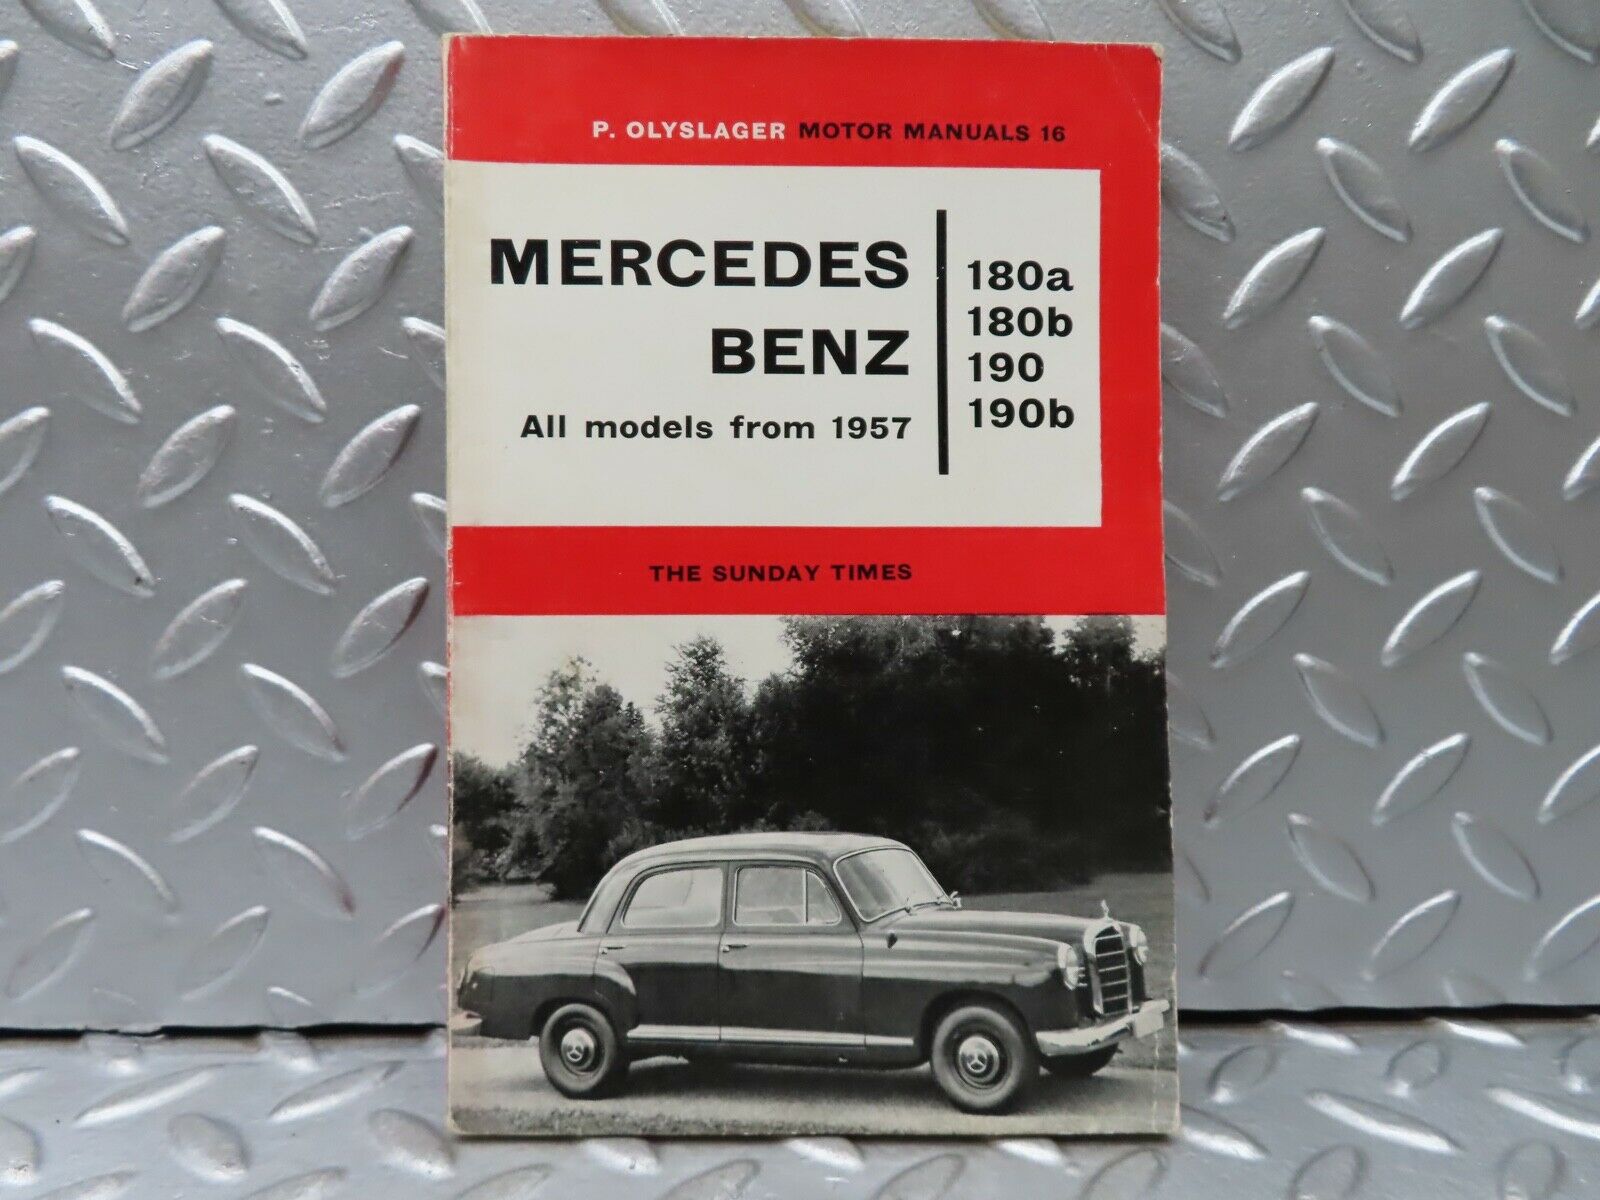 P. OLYSLAGER MOTOR MANUALS 16
MERCEDES
BENZ
All models from 1957
180a
180b
190
190b
THE SUNDAY TIMES